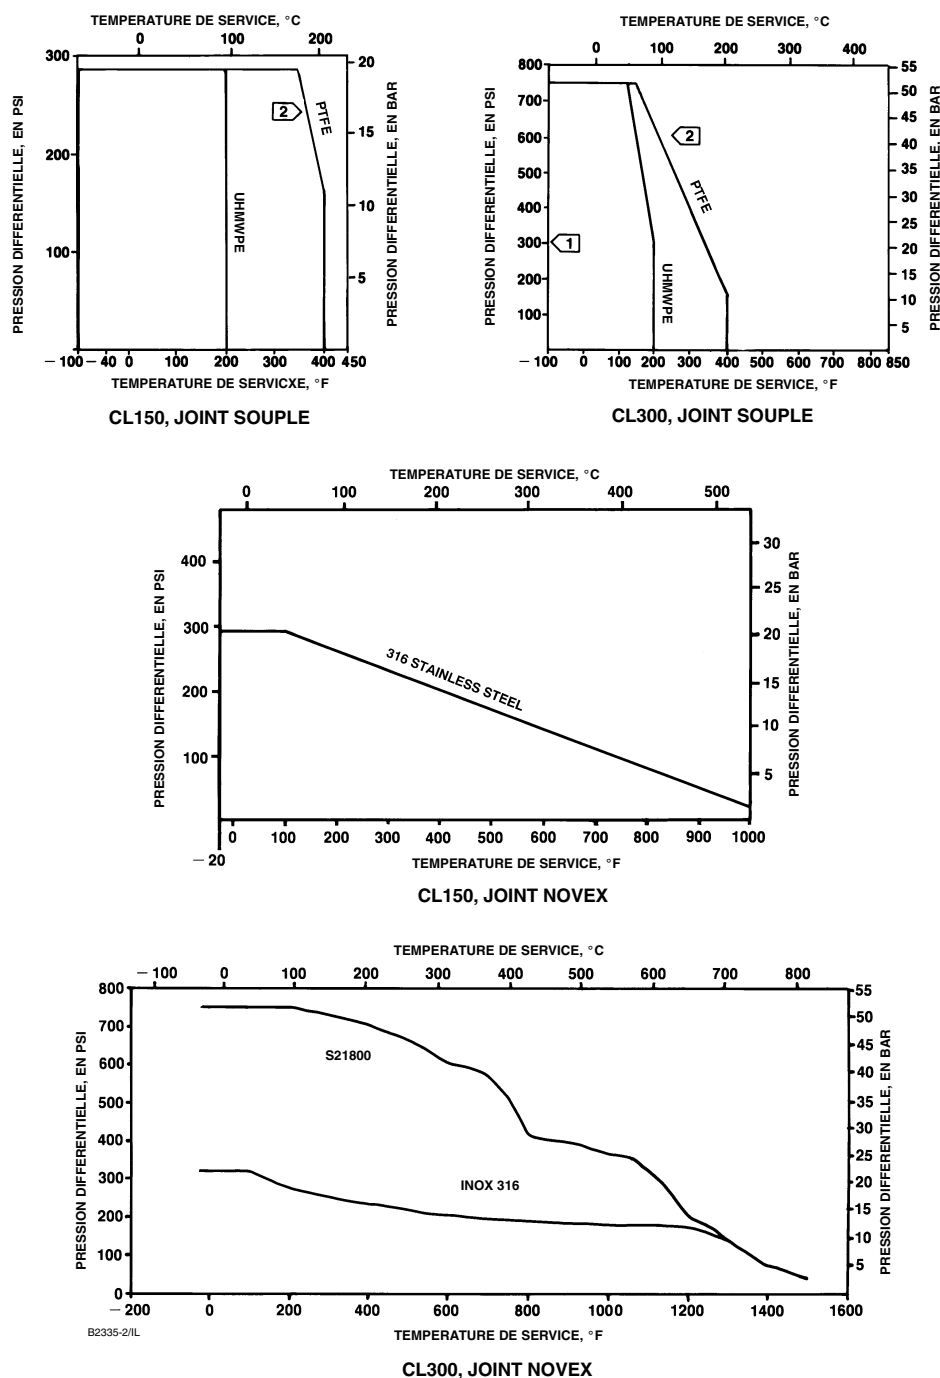 TEMPERATURE DE SERVICE, °C
0 100 200
300
200
100
PRESSION DIFFERENTIELLE, EN PSI
2
PTFE
UHMWPE
20
15
10
5
PRESSION DIFFERENTIELLE, EN BAR
—100 —40 0 100 200 300 400 450
TEMPERATURE DE SERVICXE, °F
CL150, JOINT SOUPLE
TEMPERATURE DE SERVICE, °C
0 100 200 300 400
800
700
600
500
400
300
200
100
PRESSION DIFFERENTIELLE, EN PSI
1
2
PTFE
UHMWPE
55
50
45
40
35
30
25
20
15
10
5
PRESSION DIFFERENTIELLE, EN BAR
—100 0 100 200 300 400 500 600 700 800 850
TEMPERATURE DE SERVICE, °F
CL300, JOINT SOUPLE
TEMPERATURE DE SERVICE, °C
0 100 200 300 400 500
400
300
200
100
PRESSION DIFFERENTIELLE, EN PSI
316 STAINLESS STEEL
30
25
20
15
10
5
PRESSION DIFFERENTIELLE, EN BAR
0 100 200 300 400 500 600 700 800 900 1000
—20
TEMPERATURE DE SERVICE, °F
CL150, JOINT NOVEX
TEMPERATURE DE SERVICE, °C
—100 0 100 200 300 400 500 600 700 800
800
700
600
500
400
300
200
100
0
PRESSION DIFFERENTIELLE, EN PSI
S21800
INOX 316
55
50
45
40
35
30
25
20
15
10
5
PRESSION DIFFERENTIELLE, EN BAR
—200 0 200 400 600 800 1000 1200 1400 1600
B2335-2/IL
TEMPERATURE DE SERVICE, °F
CL300, JOINT NOVEX